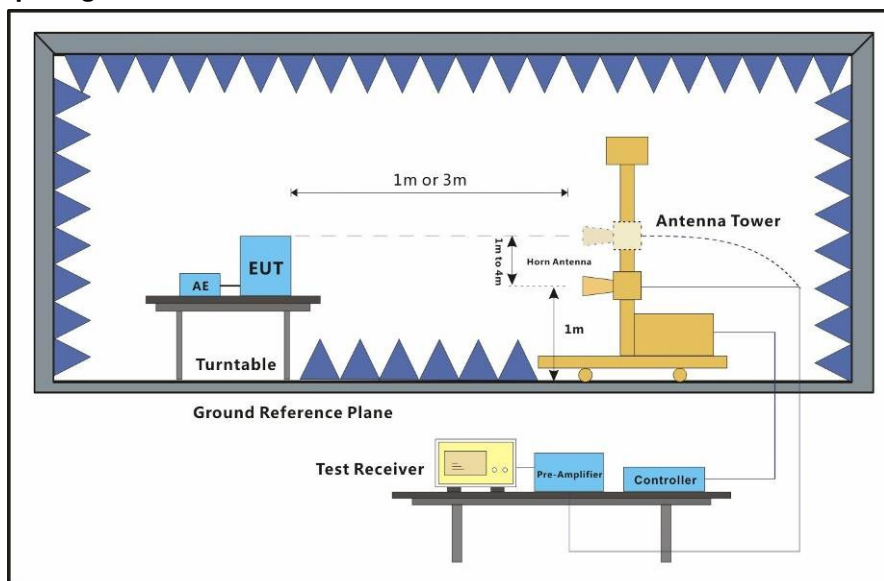 1m or 3m
Antenna Tower
1m to 4m
Horn Antenna
EUT
AE
1m
Turntable
Ground Reference Plane
Test Receiver
Pre-Amplifier
Controller